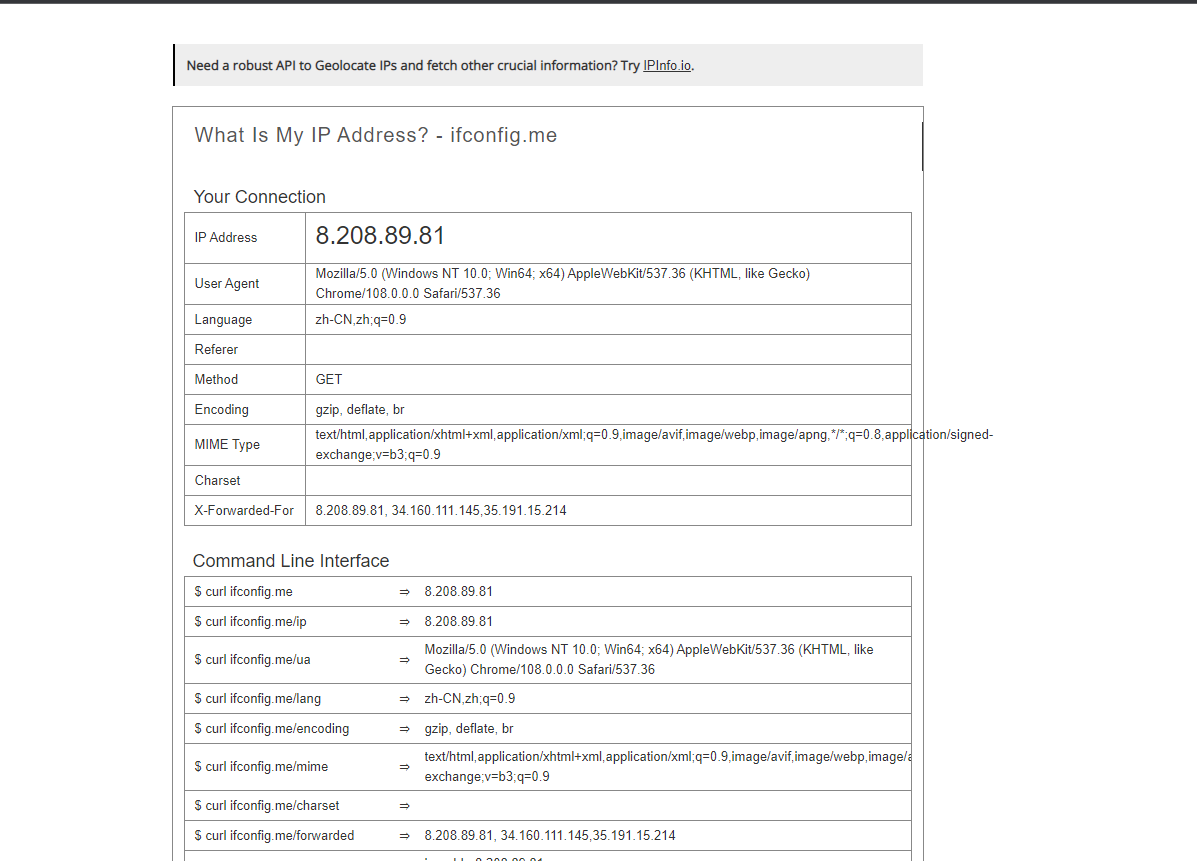 Need a robust API to Geolocate IPs and fetch other crucial information? Try IPInfo.io.
What Is My IP Address? - ifconfig.me
Your Connection
IP Address 8.208.89.81
User Agent Mozilla/5.0 (Windows NT 10.0; Win64; x64) AppleWebKit/537.36 (KHTML, like Gecko)
Chrome/108.0.0.0 Safari/537.36
Language zh-CN,zh;q=0.9
Referer
Method GET
Encoding gzip, deflate, br
MIME Type text/html,application/xhtml+xml,application/xml;q=0.9,image/avif,image/webp,image/apng,*/*;q=0.8,application/signed-
exchange;v=b3;q=0.9
Charset
X-Forwarded-For 8.208.89.81, 34.160.111.145,35.191.15.214
Command Line Interface
$ curl ifconfig.me ⇒ 8.208.89.81
$ curl ifconfig.me/ip ⇒ 8.208.89.81
$ curl ifconfig.me/ua ⇒ Mozilla/5.0 (Windows NT 10.0; Win64; x64) AppleWebKit/537.36 (KHTML, like
Gecko) Chrome/108.0.0.0 Safari/537.36
$ curl ifconfig.me/lang ⇒ zh-CN,zh;q=0.9
$ curl ifconfig.me/encoding ⇒ gzip, deflate, br
$ curl ifconfig.me/mime ⇒ text/html,application/xhtml+xml,application/xml;q=0.9,image/avif,image/webp,image/
exchange;v=b3;q=0.9
$ curl ifconfig.me/charset ⇒
$ curl ifconfig.me/forwarded ⇒ 8.208.89.81, 34.160.111.145,35.191.15.214